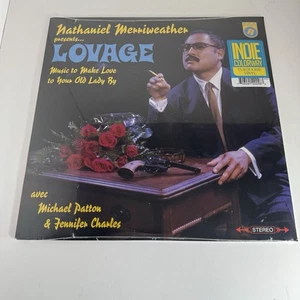 Nathaniel Merriweather
presents...
LOVAGE
Music to Make Love
to Your Old Lady By
INDIE
COLORWAY
avec
Michael Patton
& Jennifer Charles
STEREO